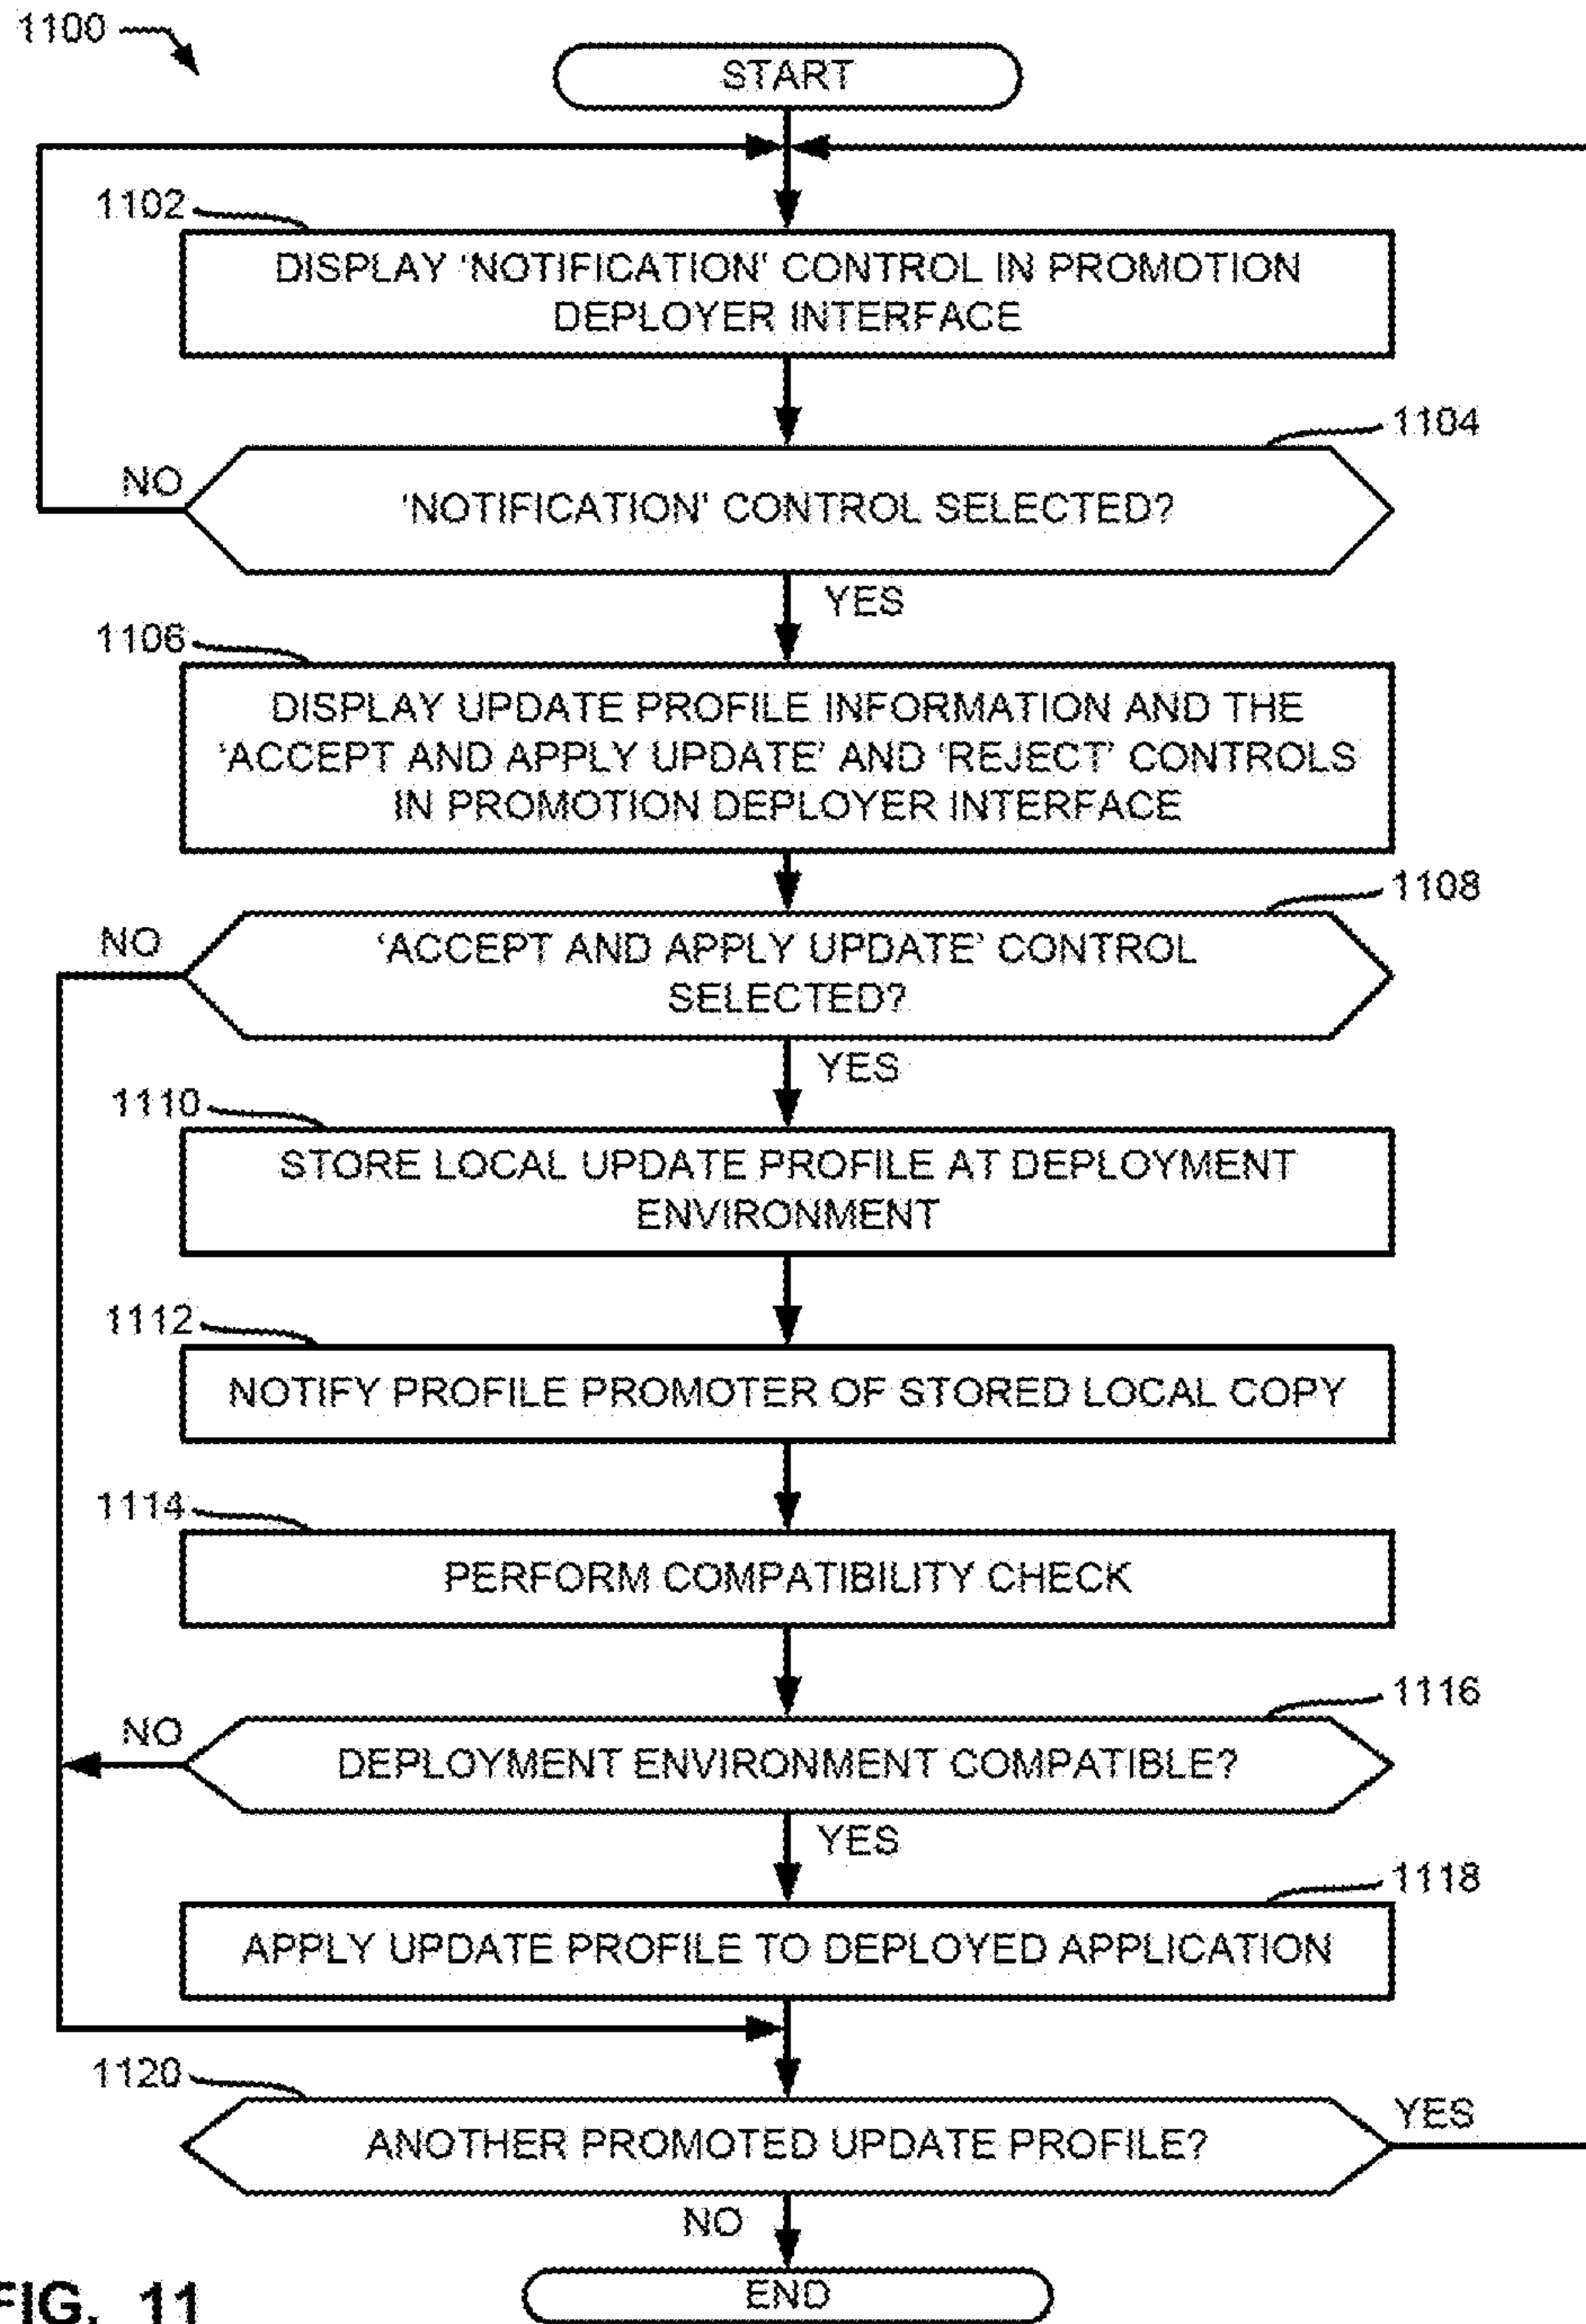 1100
START
1102
DISPLAY 'NOTIFICATION' CONTROL IN PROMOTION
DEPLOYER INTERFACE
1104
NO
'NOTIFICATION' CONTROL SELECTED?
YES
1106
DISPLAY UPDATE PROFILE INFORMATION AND THE
'ACCEPT AND APPLY UPDATE' AND 'REJECT' CONTROLS
IN PROMOTION DEPLOYER INTERFACE
1108
NO
'ACCEPT AND APPLY UPDATE' CONTROL
SELECTED?
YES
1110
STORE LOCAL UPDATE PROFILE AT DEPLOYMENT
ENVIRONMENT
1112
NOTIFY PROFILE PROMOTER OF STORED LOCAL COPY
1114
PERFORM COMPATIBILITY CHECK
1116
NO
DEPLOYMENT ENVIRONMENT COMPATIBLE?
YES
1118
APPLY UPDATE PROFILE TO DEPLOYED APPLICATION
1120
YES
ANOTHER PROMOTED UPDATE PROFILE?
NO
END
FIG. 11